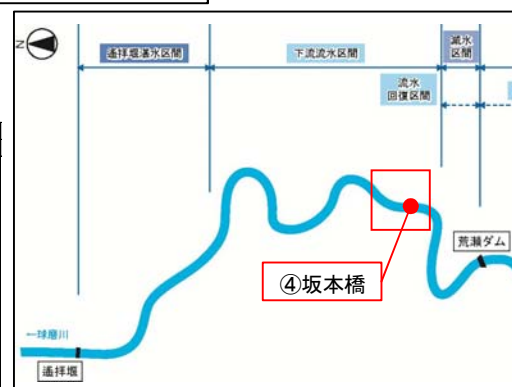 N
遙拝堰湛水区間
下流流水区間
減水
区間
流水
回復区間
荒瀬ダム
④坂本橋
球磨川
遙拝堰